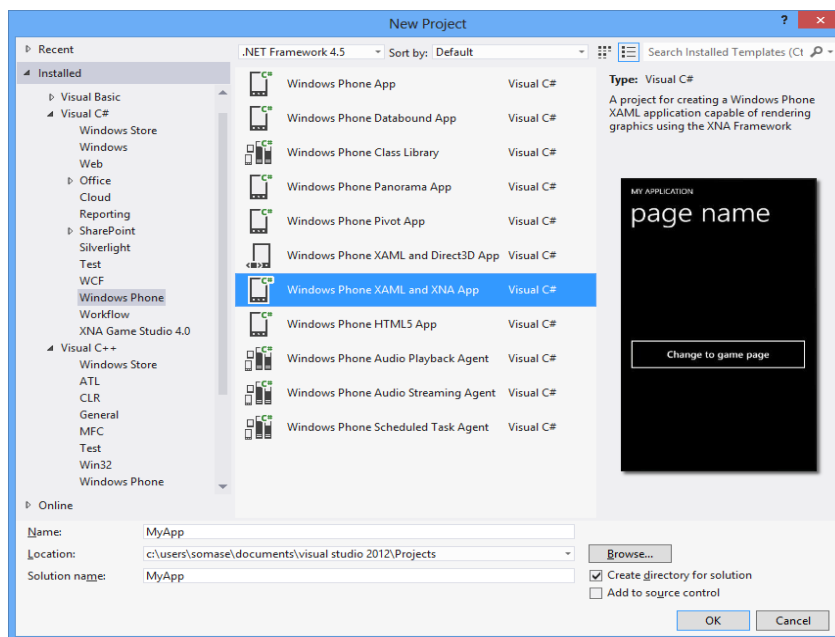 New Project
?
x
Recent
.NET Framework 4.5
Sort by: Default
Search Installed Templates (Ct
Installed
Visual Basic
Visual C#
Windows Store
Windows
Web
Office
Cloud
Reporting
SharePoint
Silverlight
Test
WCF
Windows Phone
Workflow
XNA Game Studio 4.0
Visual C++
Windows Store
ATL
CLR
General
MFC
Test
Win32
Windows Phone
Online
C# Windows Phone App Visual C#
C# Windows Phone Databound App Visual C#
C# Windows Phone Class Library Visual C#
C# Windows Phone Panorama App Visual C#
C# Windows Phone Pivot App Visual C#
Windows Phone XAML and Direct3D App Visual C#
C# Windows Phone XAML and XNA App Visual C#
C# Windows Phone HTML5 App Visual C#
C# Windows Phone Audio Playback Agent Visual C#
C# Windows Phone Audio Streaming Agent Visual C#
C# Windows Phone Scheduled Task Agent Visual C#
Type: Visual C#
A project for creating a Windows Phone
XAML application capable of rendering
graphics using the XNA Framework
MY APPLICATION
page name
Change to game page
Name: MyApp
Location: c:\users\somase\documents\visual studio 2012\Projects
Browse...
Solution name: MyApp
Create directory for solution
Add to source control
OK
Cancel